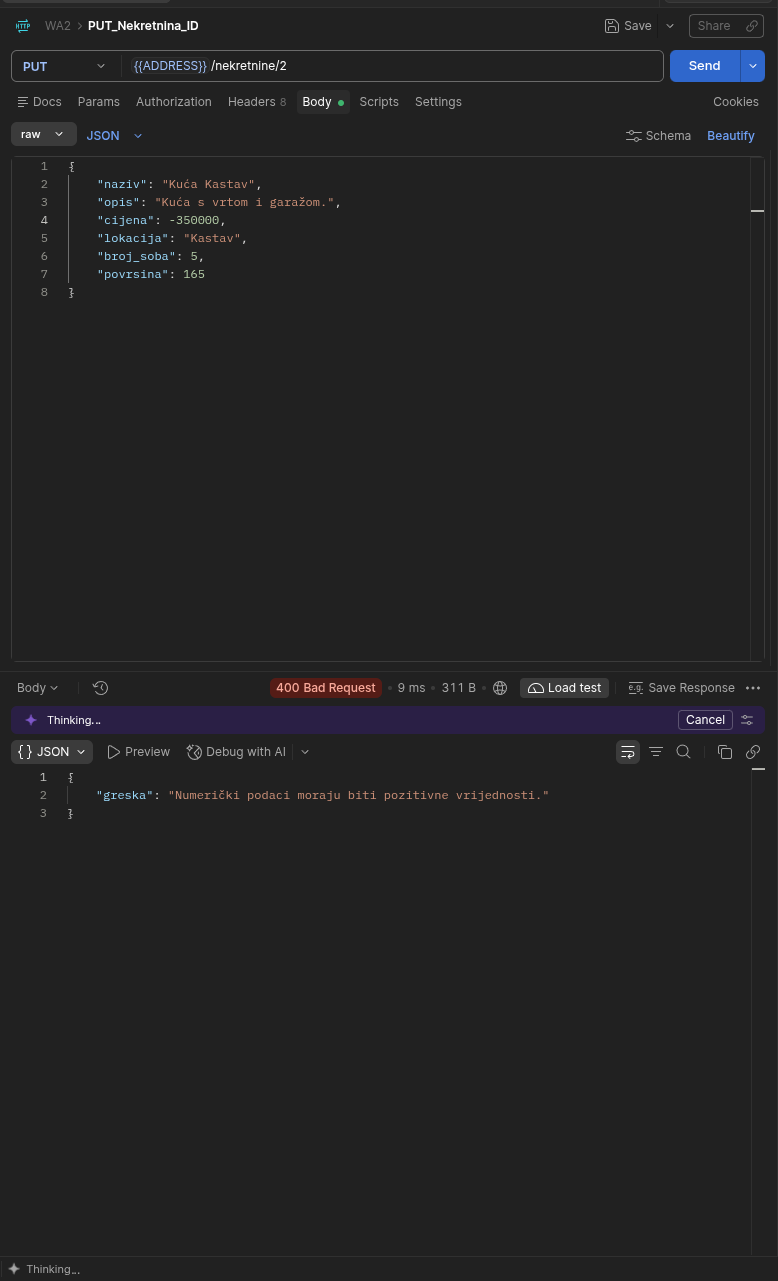 HTTP WA2 > PUT_Nekretnina_ID Save Share
PUT {{ADDRESS}} /nekretnine/2 Send
Docs Params Authorization Headers 8 Body Scripts Settings Cookies
raw JSON Schema Beautify
1 {
2 "naziv": "Kuća Kastav",
3 "opis": "Kuća s vrtom i garažom.",
4 "cijena": -350000,
5 "lokacija": "Kastav",
6 "broj_soba": 5,
7 "povrsina": 165
8 }
Body 400 Bad Request • 9 ms • 311 B • Load test e.g. Save Response
Thinking... Cancel
{ } JSON Preview Debug with AI
1 {
2 "greska": "Numerički podaci moraju biti pozitivne vrijednosti."
3 }
Thinking...